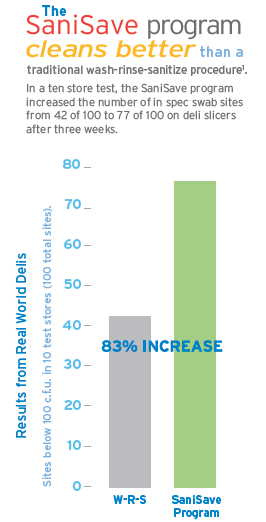 The
SaniSave program
cleans better than a
traditional wash-rinse-sanitize procedure¹.
In a ten store test, the SaniSave program
increased the number of in spec swab sites
from 42 of 100 to 77 of 100 on deli slicers
after three weeks.
Results from Real World Delis
Sites below 100 c.f.u. in 10 test stores (100 total sites).
80
70
60
50
40
30
20
10
0
83% INCREASE
W-R-S
SaniSave
Program